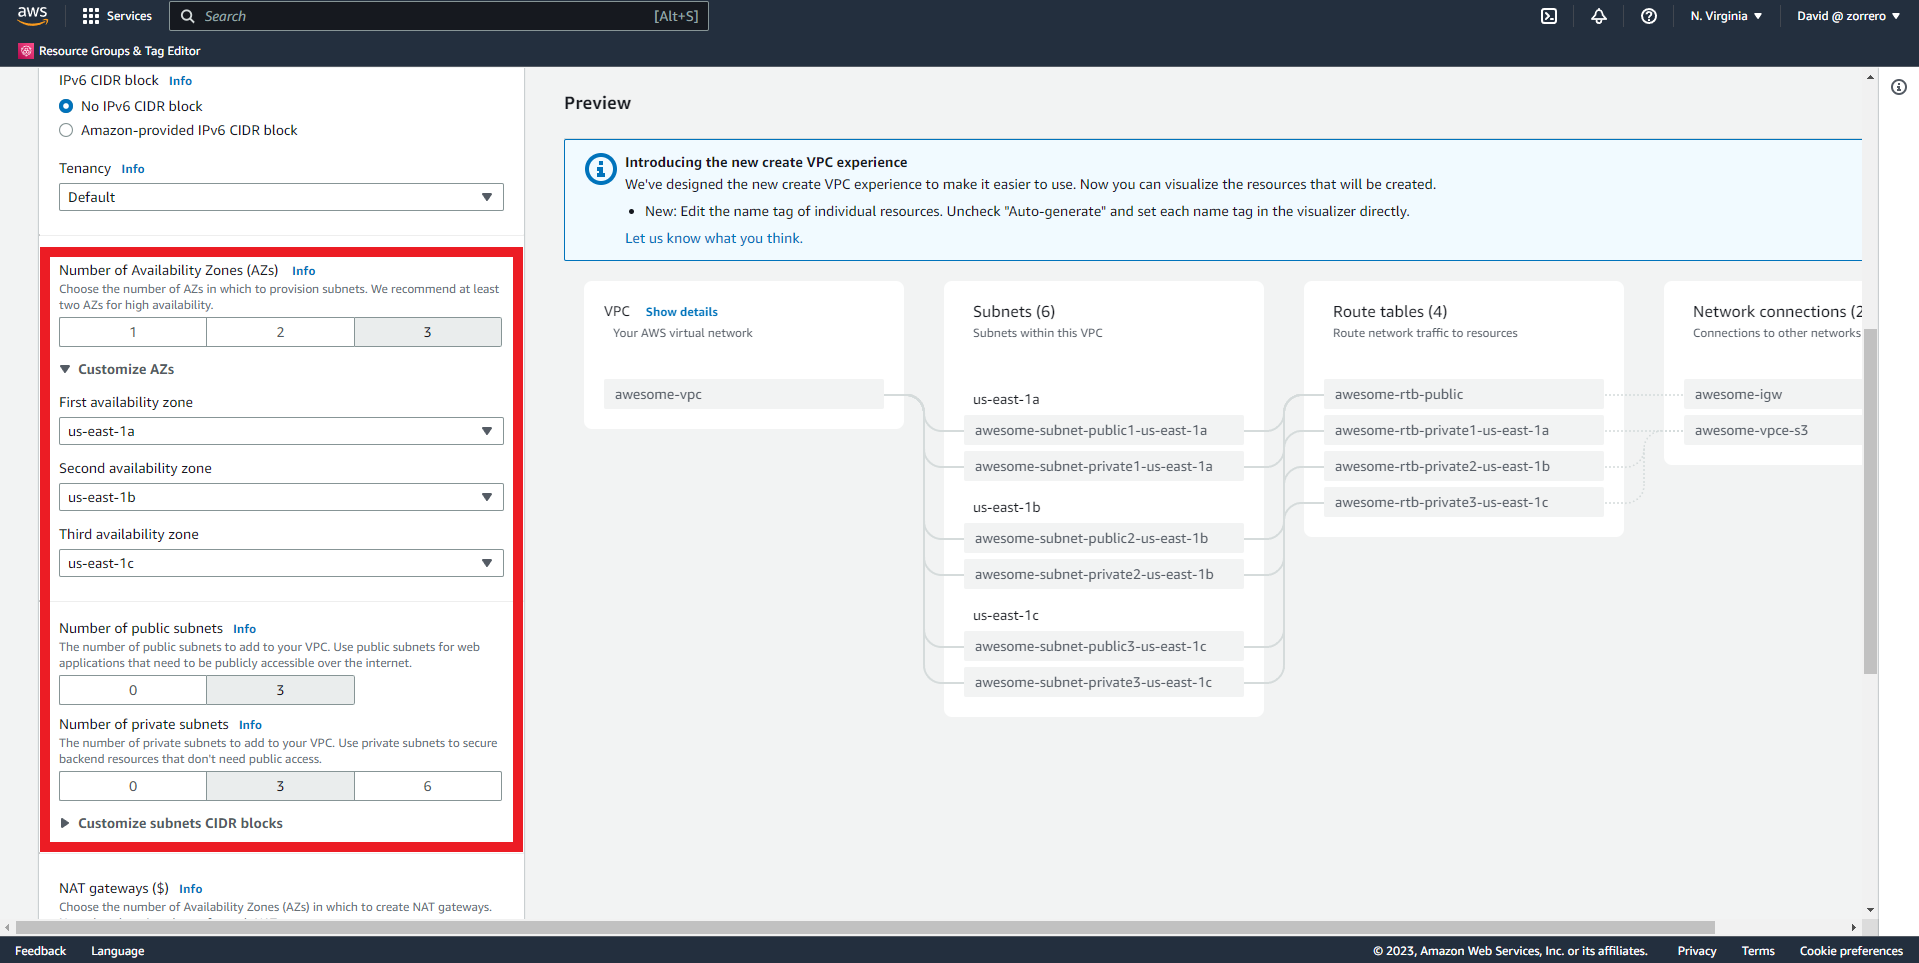 aws
Services
Search
[Alt+S]
N. Virginia
David @ zorrero
Resource Groups & Tag Editor
IPv6 CIDR block Info
No IPv6 CIDR block
Amazon-provided IPv6 CIDR block
Tenancy Info
Default
Number of Availability Zones (AZs) Info
Choose the number of AZs in which to provision subnets. We recommend at least
two AZs for high availability.
1 2 3
Customize AZs
First availability zone
us-east-1a
Second availability zone
us-east-1b
Third availability zone
us-east-1c
Number of public subnets Info
The number of public subnets to add to your VPC. Use public subnets for web
applications that need to be publicly accessible over the internet.
0 3
Number of private subnets Info
The number of private subnets to add to your VPC. Use private subnets to secure
backend resources that don't need public access.
0 3 6
Customize subnets CIDR blocks
NAT gateways ($) Info
Choose the number of Availability Zones (AZs) in which to create NAT gateways.
Preview
Introducing the new create VPC experience
We've designed the new create VPC experience to make it easier to use. Now you can visualize the resources that will be created.
• New: Edit the name tag of individual resources. Uncheck "Auto-generate" and set each name tag in the visualizer directly.
Let us know what you think.
VPC Show details
Your AWS virtual network
awesome-vpc
Subnets (6)
Subnets within this VPC
us-east-1a
awesome-subnet-public1-us-east-1a
awesome-subnet-private1-us-east-1a
us-east-1b
awesome-subnet-public2-us-east-1b
awesome-subnet-private2-us-east-1b
us-east-1c
awesome-subnet-public3-us-east-1c
awesome-subnet-private3-us-east-1c
Route tables (4)
Route network traffic to resources
awesome-rtb-public
awesome-rtb-private1-us-east-1a
awesome-rtb-private2-us-east-1b
awesome-rtb-private3-us-east-1c
Network connections (2
Connections to other networks
awesome-igw
awesome-vpce-s3
Feedback
Language
© 2023, Amazon Web Services, Inc. or its affiliates.
Privacy
Terms
Cookie preferences